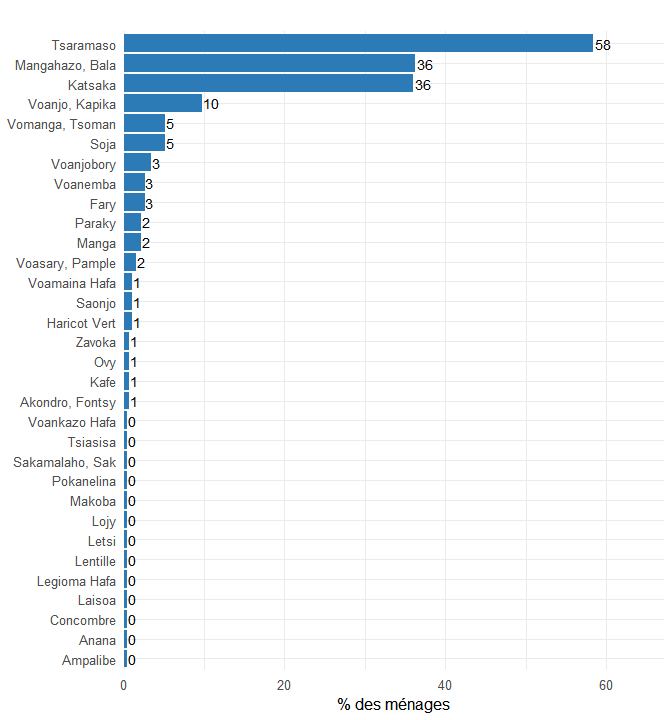 Tsaramaso 58
Mangahazo, Bala 36
Katsaka 36
Voanjo, Kapika 10
Vomanga, Tsoman 5
Soja 5
Voanjobory 3
Voanemba 3
Fary 3
Paraky 2
Manga 2
Voasary, Pample 2
Voamaina Hafa 1
Saonjo 1
Haricot Vert 1
Zavoka 1
Ovy 1
Kafe 1
Akondro, Fontsy 1
Voankazo Hafa 0
Tsiasisa 0
Sakamalaho, Sak 0
Pokanelina 0
Makoba 0
Lojy 0
Letsi 0
Lentille 0
Legioma Hafa 0
Laisoa 0
Concombre 0
Anana 0
Ampalibe 0
0 20 40 60
% des ménages